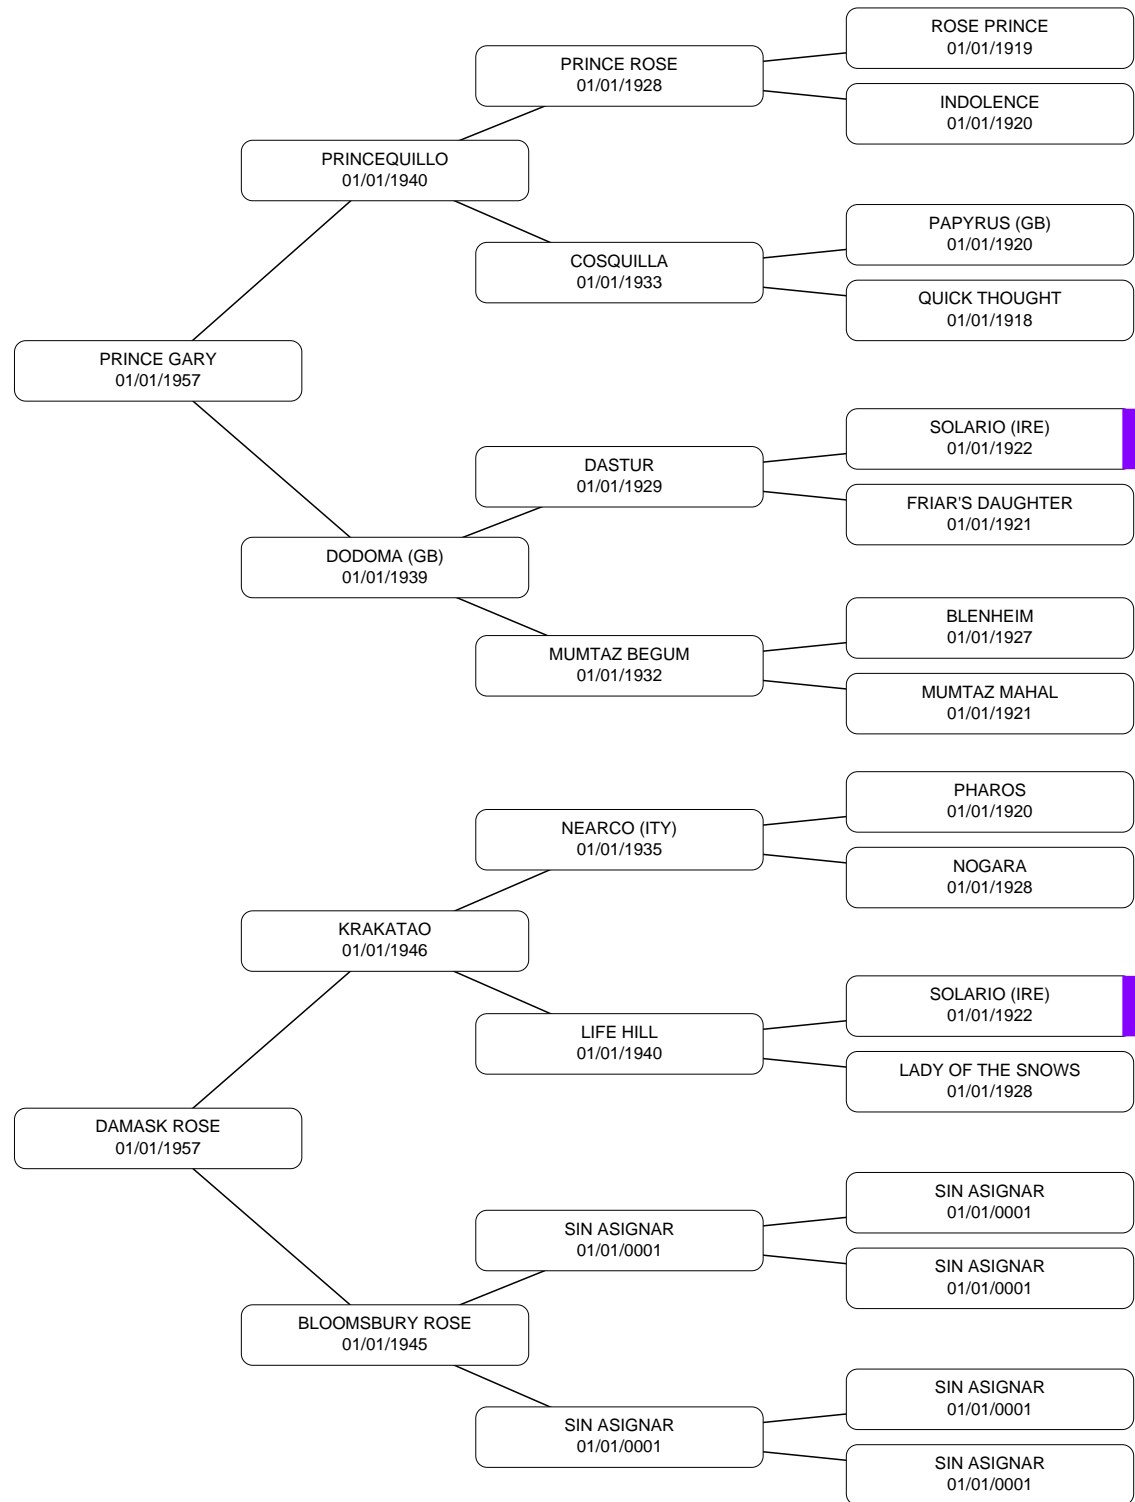 ROSE PRINCE
01/01/1919
PRINCE ROSE
01/01/1928
INDOLENCE
01/01/1920
PRINCEQUILLO
01/01/1940
PAPYRUS (GB)
01/01/1920
COSQUILLA
01/01/1933
QUICK THOUGHT
01/01/1918
PRINCE GARY
01/01/1957
SOLARIO (IRE)
01/01/1922
DASTUR
01/01/1929
FRIAR'S DAUGHTER
01/01/1921
DODOMA (GB)
01/01/1939
BLENHEIM
01/01/1927
MUMTAZ BEGUM
01/01/1932
MUMTAZ MAHAL
01/01/1921
PHAROS
01/01/1920
NEARCO (ITY)
01/01/1935
NOGARA
01/01/1928
KRAKATAO
01/01/1946
SOLARIO (IRE)
01/01/1922
LIFE HILL
01/01/1940
LADY OF THE SNOWS
01/01/1928
DAMASK ROSE
01/01/1957
SIN ASIGNAR
01/01/0001
SIN ASIGNAR
01/01/0001
SIN ASIGNAR
01/01/0001
BLOOMSBURY ROSE
01/01/1945
SIN ASIGNAR
01/01/0001
SIN ASIGNAR
01/01/0001
SIN ASIGNAR
01/01/0001